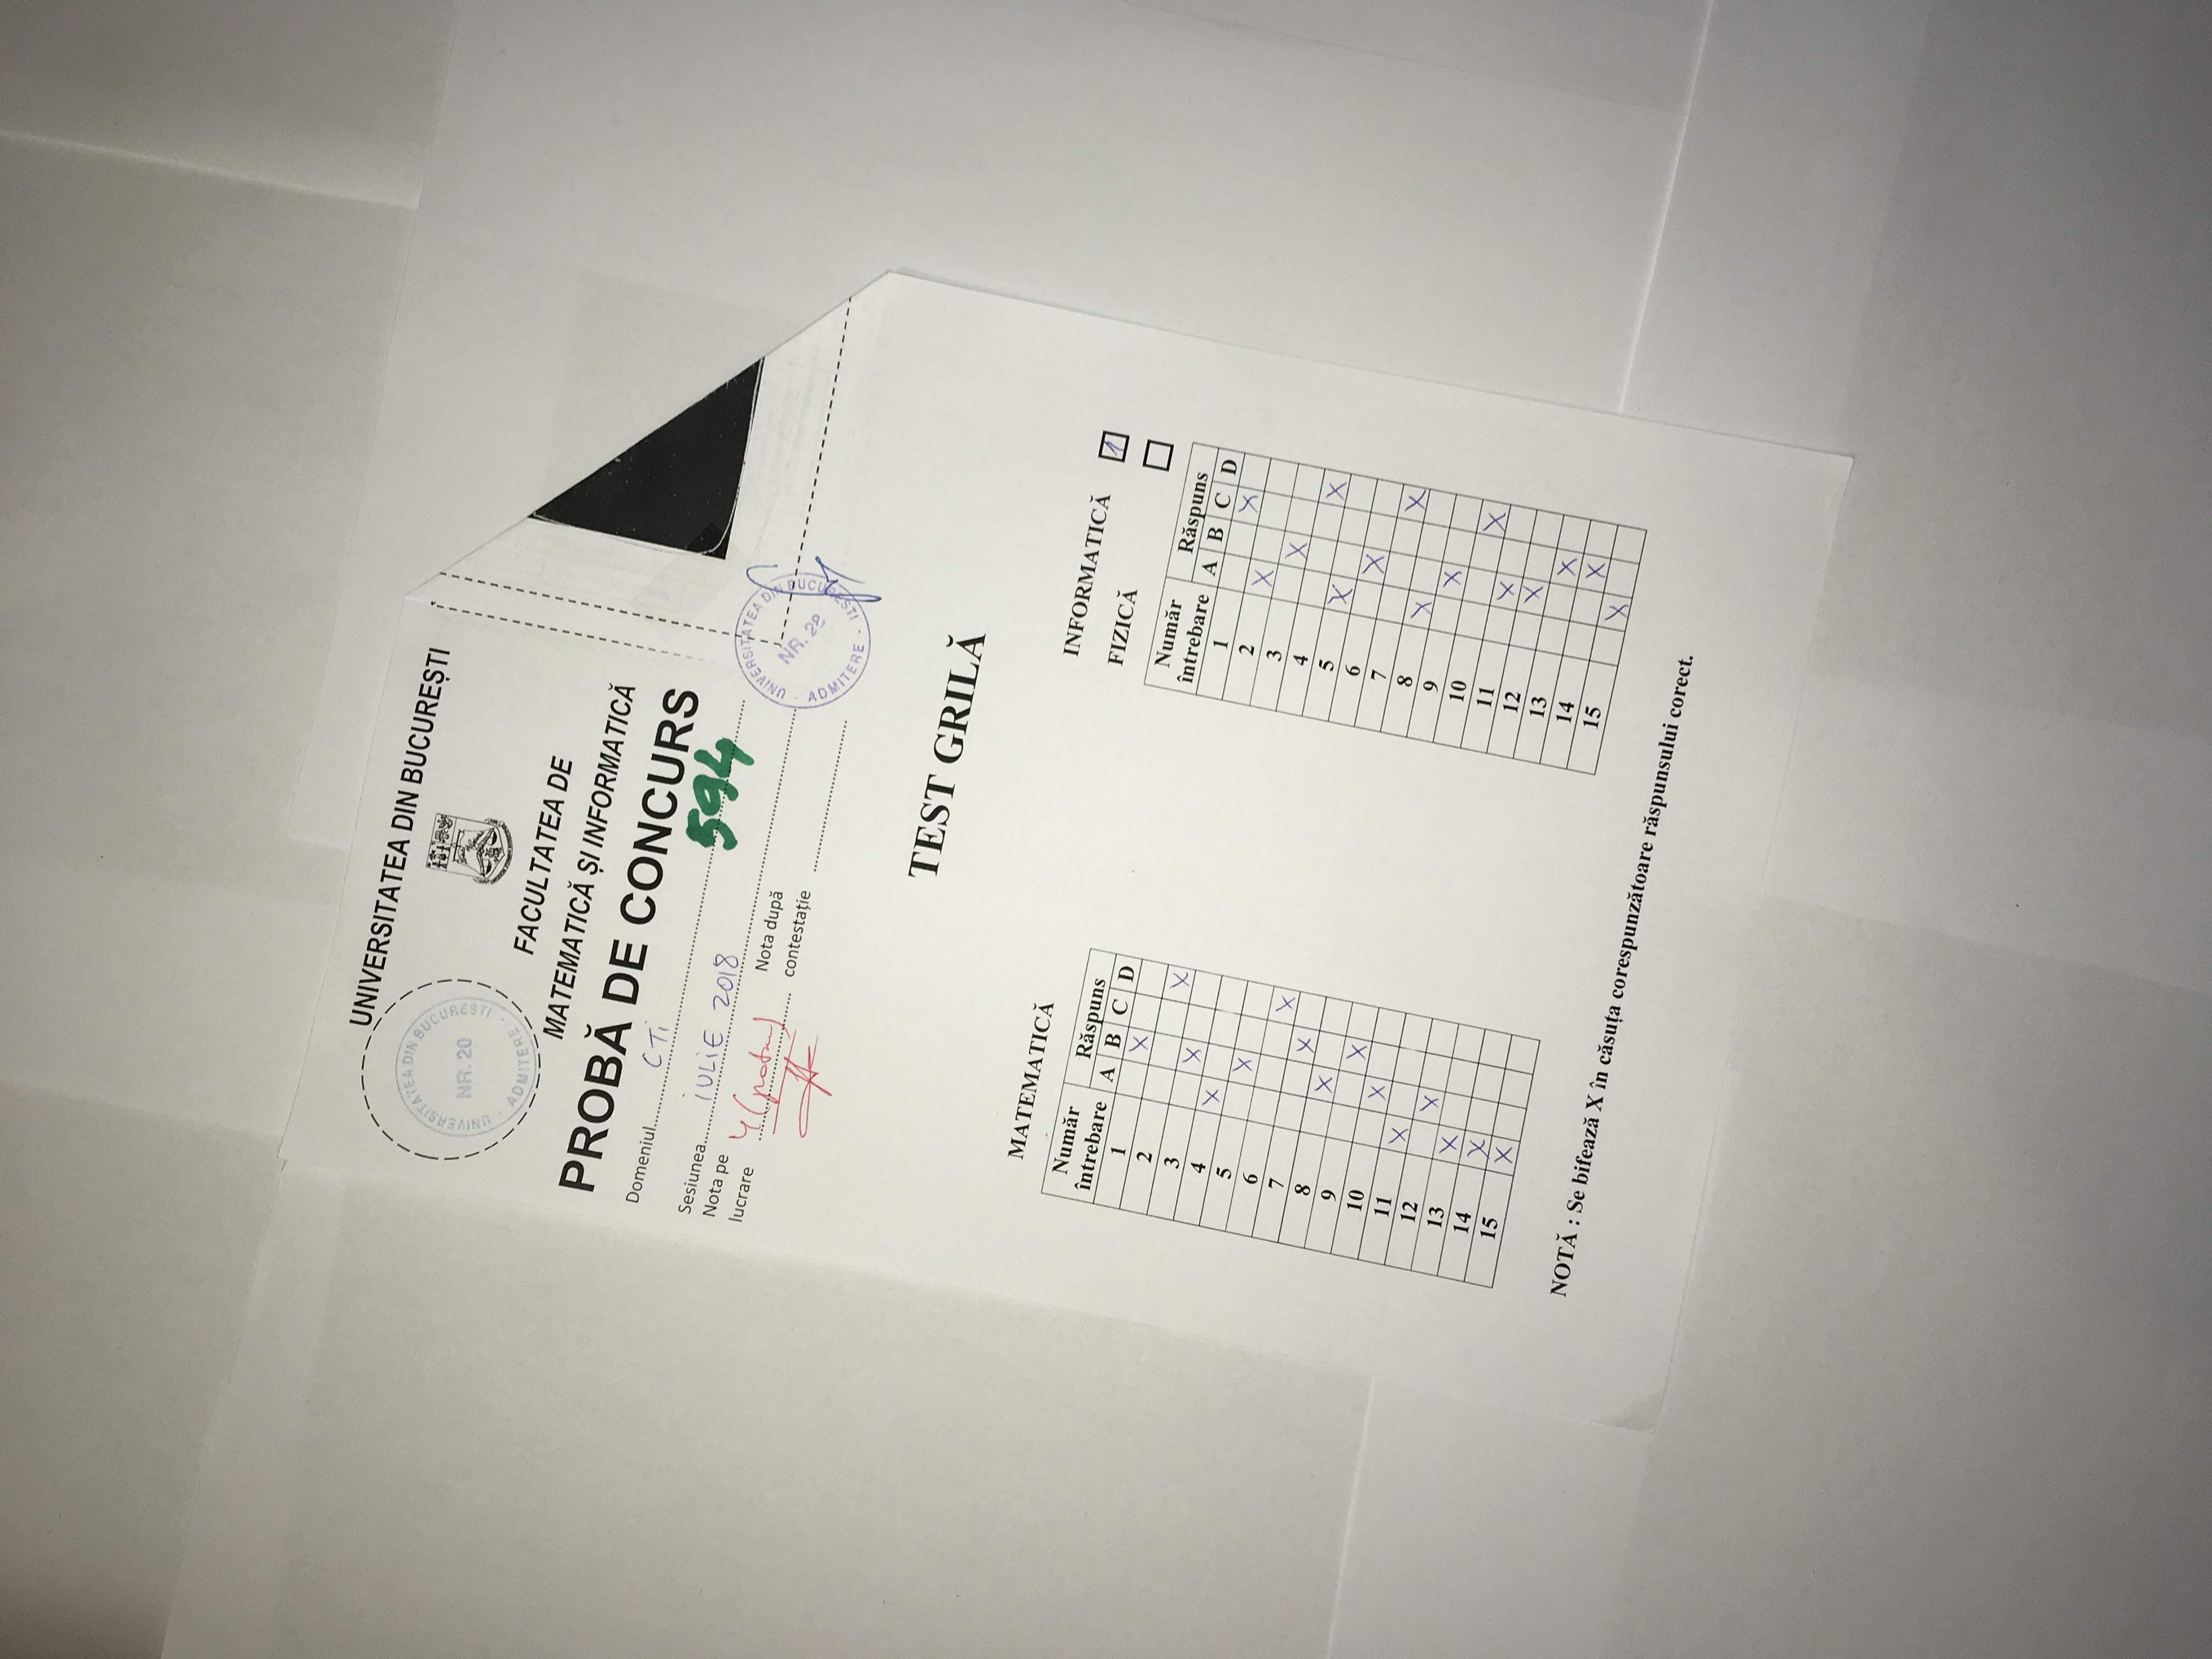 UNIVERSITATEA DIN BUCUREȘTI
UNIVERSITATEA DIN BUCUREȘTI
NR. 20
· ADMITERE ·
FACULTATEA DE
MATEMATICĂ ȘI INFORMATICĂ
PROBĂ DE CONCURS
Domeniul CTi
594
Sesiunea iULiE 2018
Nota pe
lucrare 4
Nota după
contestație
UNIVERSITATEA DIN BUCUREȘTI
NR. 28
· ADMITERE ·
TEST GRILĂ
MATEMATICĂ
Număr
întrebare
Răspuns
A B C D
1 X
2 X
3 X
4 X
5 X
6 X
7 X
8 X
9 X
10 X
11 X
12 X
13 X
14 X
15 X
INFORMATICĂ
FIZICĂ
Număr
întrebare
Răspuns
A B C D
1 X
2 X
3 X
4 X
5 X
6 X
7 X
8 X
9 X
10 X
11 X
12 X
13 X
14 X
15 X
NOTĂ : Se bifează X în căsuța corespunzătoare răspunsului corect.